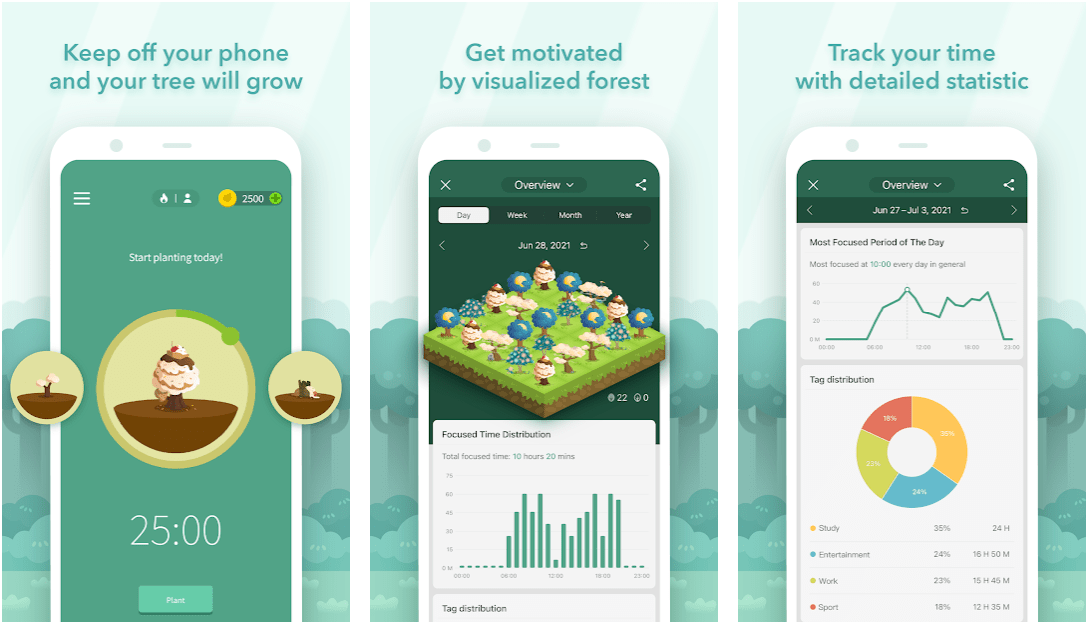 Keep off your phone
and your tree will grow
2500
Start planting today!
25:00
Plant
Get motivated
by visualized forest
Overview
Day Week Month Year
Jun 28, 2021
22 0
Focused Time Distribution
Total focused time: 10 hours 20 mins
75
60
45
30
15
0 M
00:00 06:00 12:00 18:00 23:00
Tag distribution
Track your time
with detailed statistic
Overview
Jun 27 – Jul 3, 2021
Most Focused Period of The Day
Most focused at 10:00 every day in general
60
40
20
0 M
00:00 06:00 12:00 18:00 23:00
Tag distribution
18%
35%
23%
24%
Study 35% 24 H
Entertainment 24% 16 H 50 M
Work 23% 15 H 45 M
Sport 18% 12 H 35 M